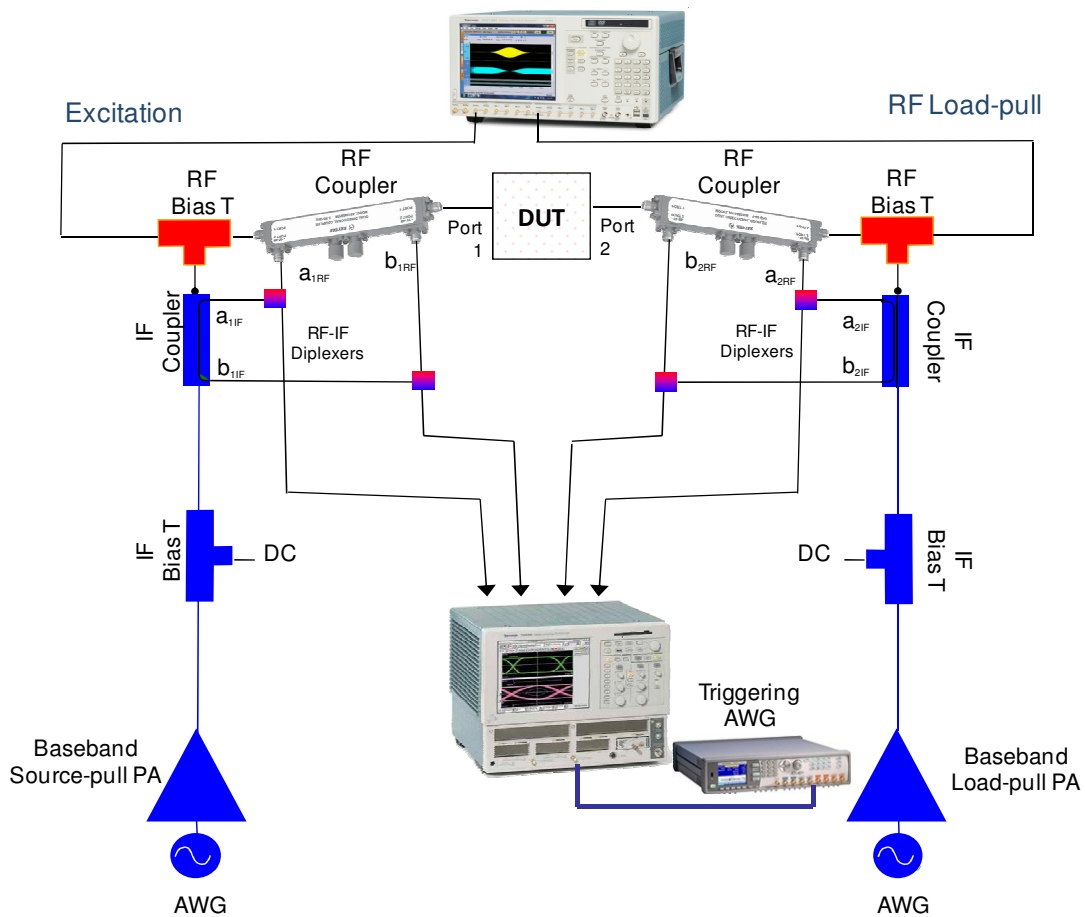 Excitation
RF Load-pull
RF
Bias T
RF
Coupler
DUT
RF
Coupler
RF
Bias T
Port
1
Port
2
a1RF
b1RF
b2RF
a2RF
IF
Coupler
a1IF
b1IF
RF-IF
Diplexers
RF-IF
Diplexers
a2IF
b2IF
IF
Coupler
IF
Bias T
DC
DC
IF
Bias T
Triggering
AWG
Baseband
Source-pull PA
Baseband
Load-pull PA
AWG
AWG